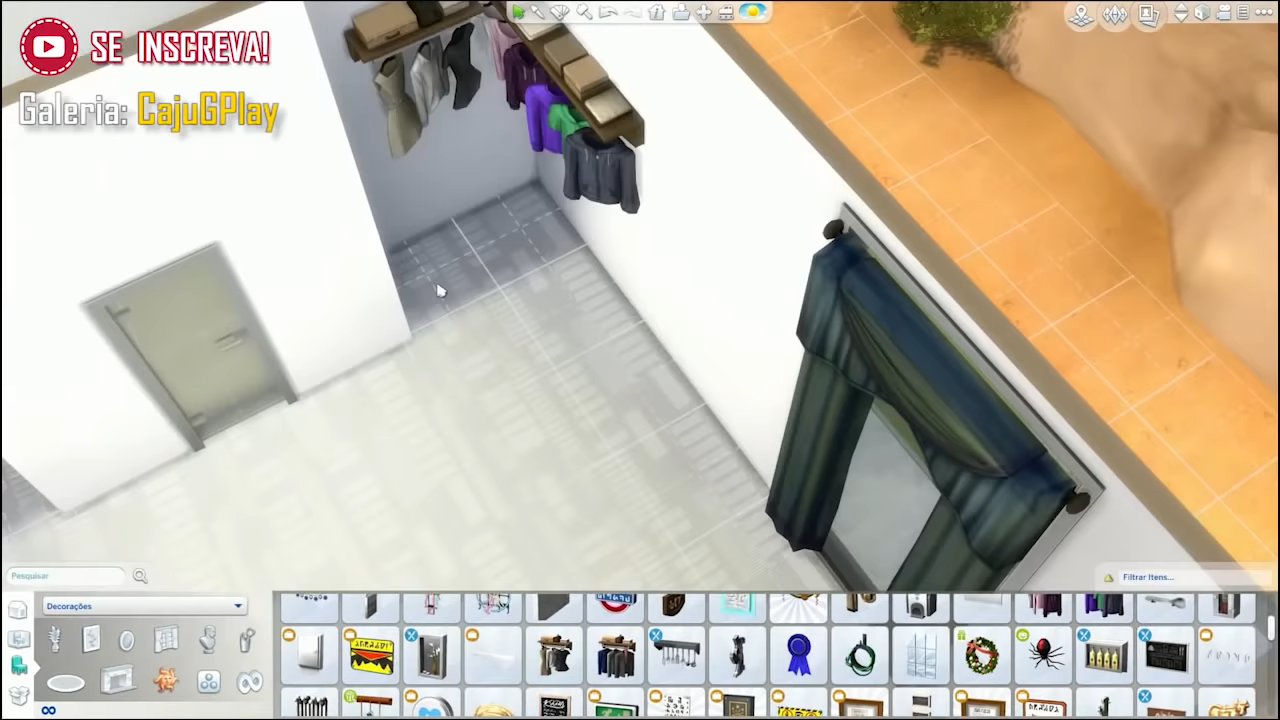 SE INSCREVA!
Galeria: CajuGPlay
Pesquisar
Filtrar Itens...
Decorações